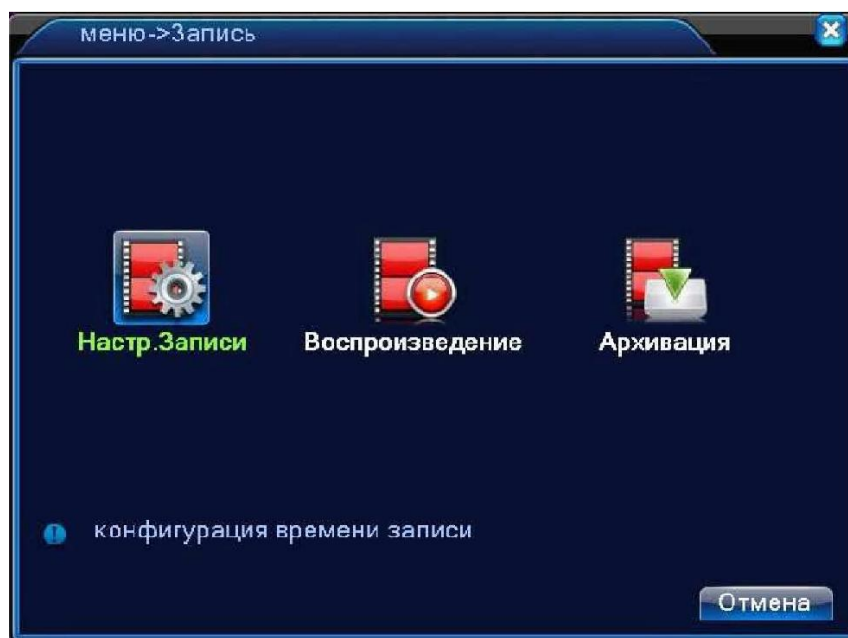 меню->Запись
Настр.Записи
Воспроизведение
Архивация
конфигурация времени записи
Отмена